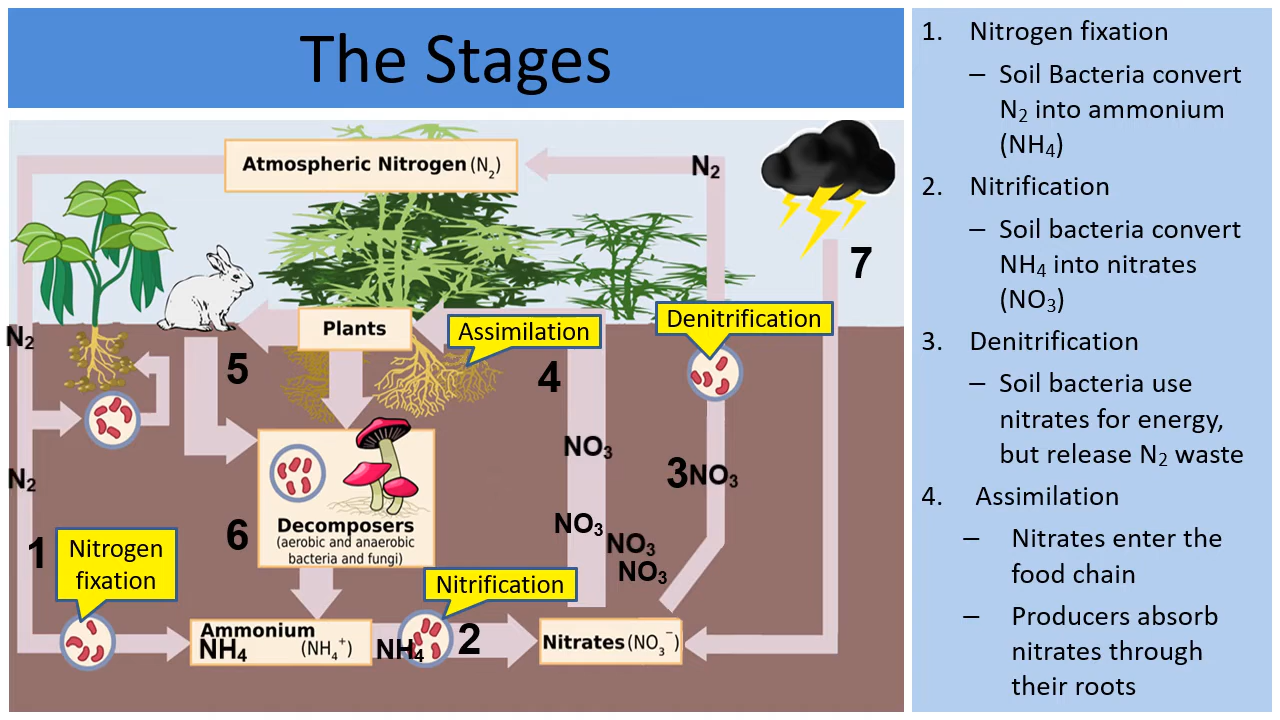 The Stages
Atmospheric Nitrogen (N₂)
N₂
7
N₂
Plants
Assimilation
Denitrification
5
4
NO₃
3
NO₃
N₂
NO₃
NO₃
NO₃
Decomposers
(aerobic and anaerobic
bacteria and fungi)
6
1
Nitrogen
fixation
Nitrification
Ammonium
NH₄
(NH₄⁺)
NH₄
2
Nitrates (NO₃⁻)
1. Nitrogen fixation
– Soil Bacteria convert
N₂ into ammonium
(NH₄)
2. Nitrification
– Soil bacteria convert
NH₄ into nitrates
(NO₃)
3. Denitrification
– Soil bacteria use
nitrates for energy,
but release N₂ waste
4. Assimilation
– Nitrates enter the
food chain
– Producers absorb
nitrates through
their roots